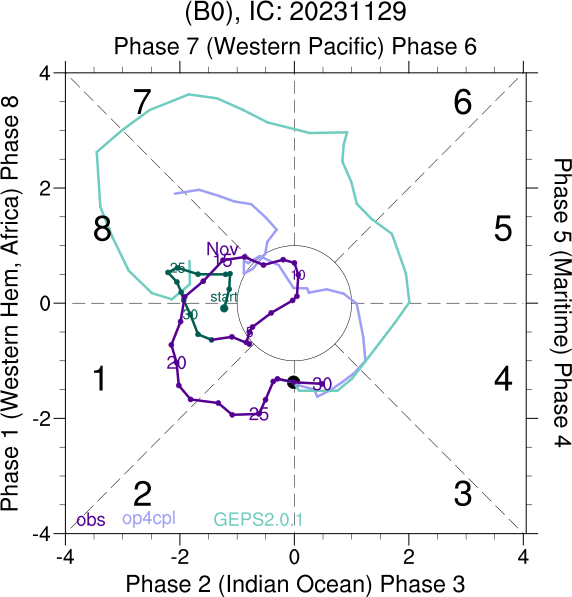 (B0), IC: 20231129
Phase 7 (Western Pacific) Phase 6
Phase 1 (Western Hem, Africa) Phase 8
Phase 5 (Maritime) Phase 4
4
2
0
-2
-4
7
6
8
5
1
4
2
3
Nov
15
25
10
start
30
5
20
30
25
obs
op4cpl
GEPS2.0.1
-4
-2
0
2
4
Phase 2 (Indian Ocean) Phase 3